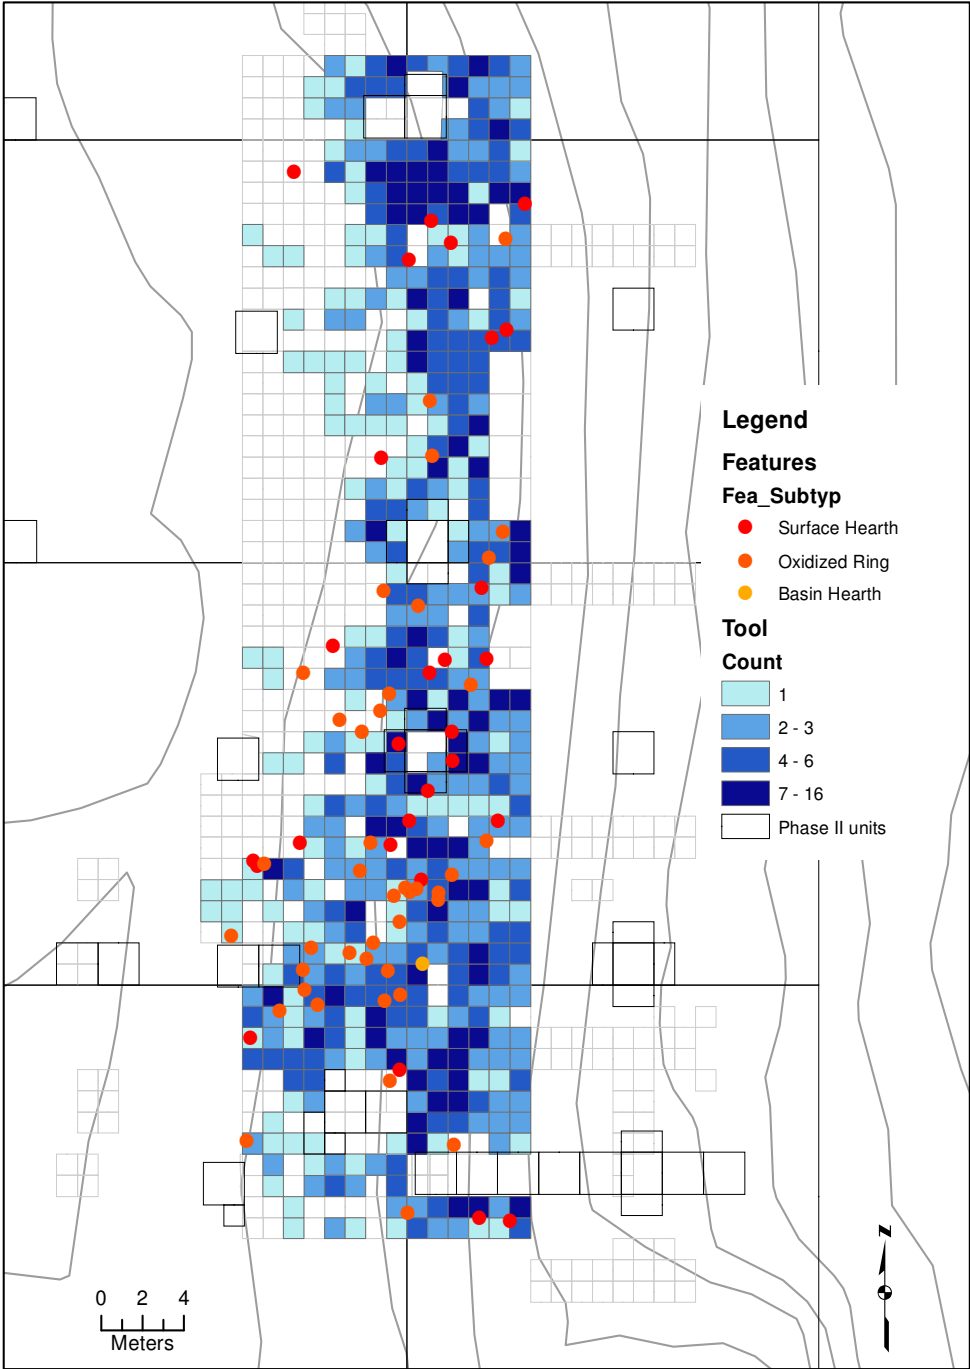 Legend
Features
Fea_Subtyp
Surface Hearth
Oxidized Ring
Basin Hearth
Tool
Count
1
2 - 3
4 - 6
7 - 16
Phase II units
N
0 2 4
Meters